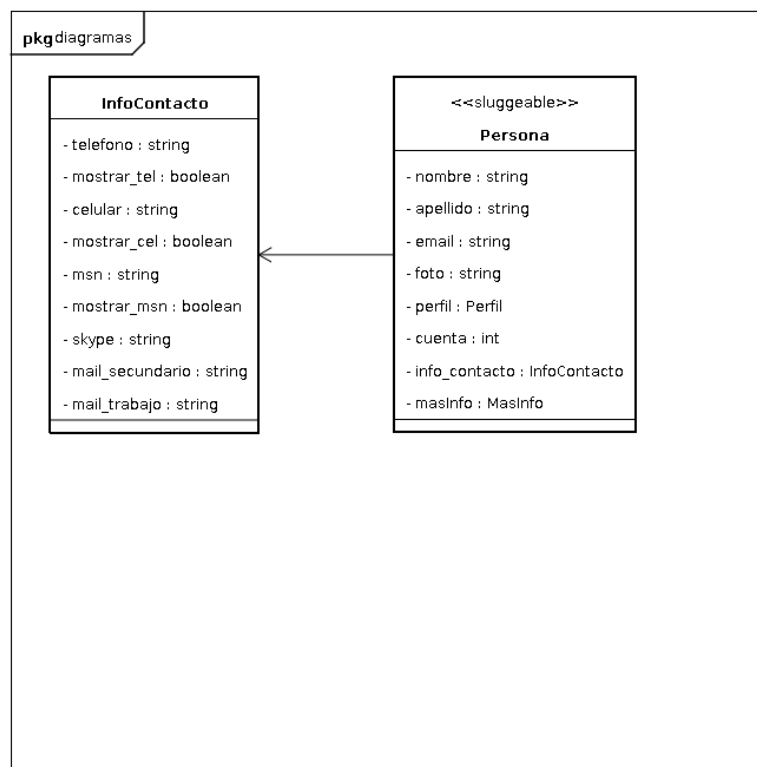 pkg diagramas
InfoContacto
- telefono : string
- mostrar_tel : boolean
- celular : string
- mostrar_cel : boolean
- msn : string
- mostrar_msn : boolean
- skype : string
- mail_secundario : string
- mail_trabajo : string
<<sluggeable>>
Persona
- nombre : string
- apellido : string
- email : string
- foto : string
- perfil : Perfil
- cuenta : int
- info_contacto : InfoContacto
- masInfo : MasInfo